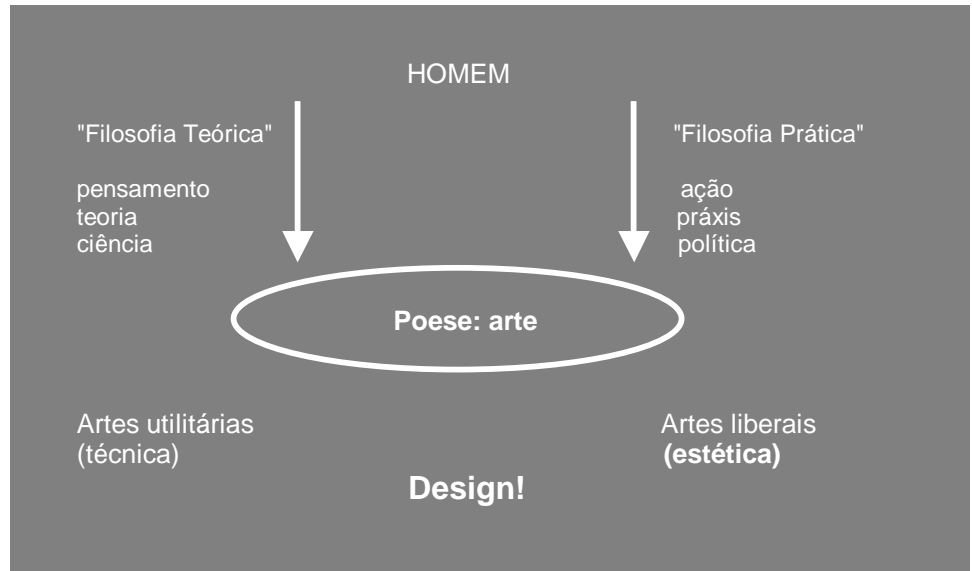 HOMEM
"Filosofia Teórica"
pensamento
teoria
ciência
"Filosofia Prática"
ação
práxis
política
Poese: arte
Artes utilitárias
(técnica)
Artes liberais
(estética)
Design!